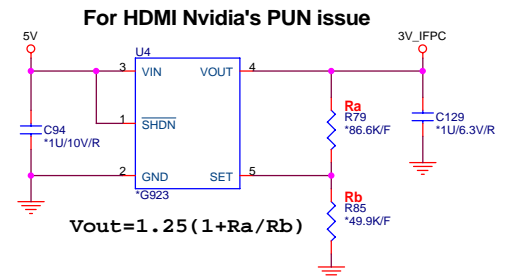 For HDMI Nvidia's PUN issue
5V
3V_IFPC
U4
3
VIN
VOUT
4
Ra
R79
*86.6K/F
C129
*1U/6.3V/R
1
SHDN
C94
*1U/10V/R
2
GND
SET
5
*G923
Rb
R85
*49.9K/F
Vout=1.25(1+Ra/Rb)